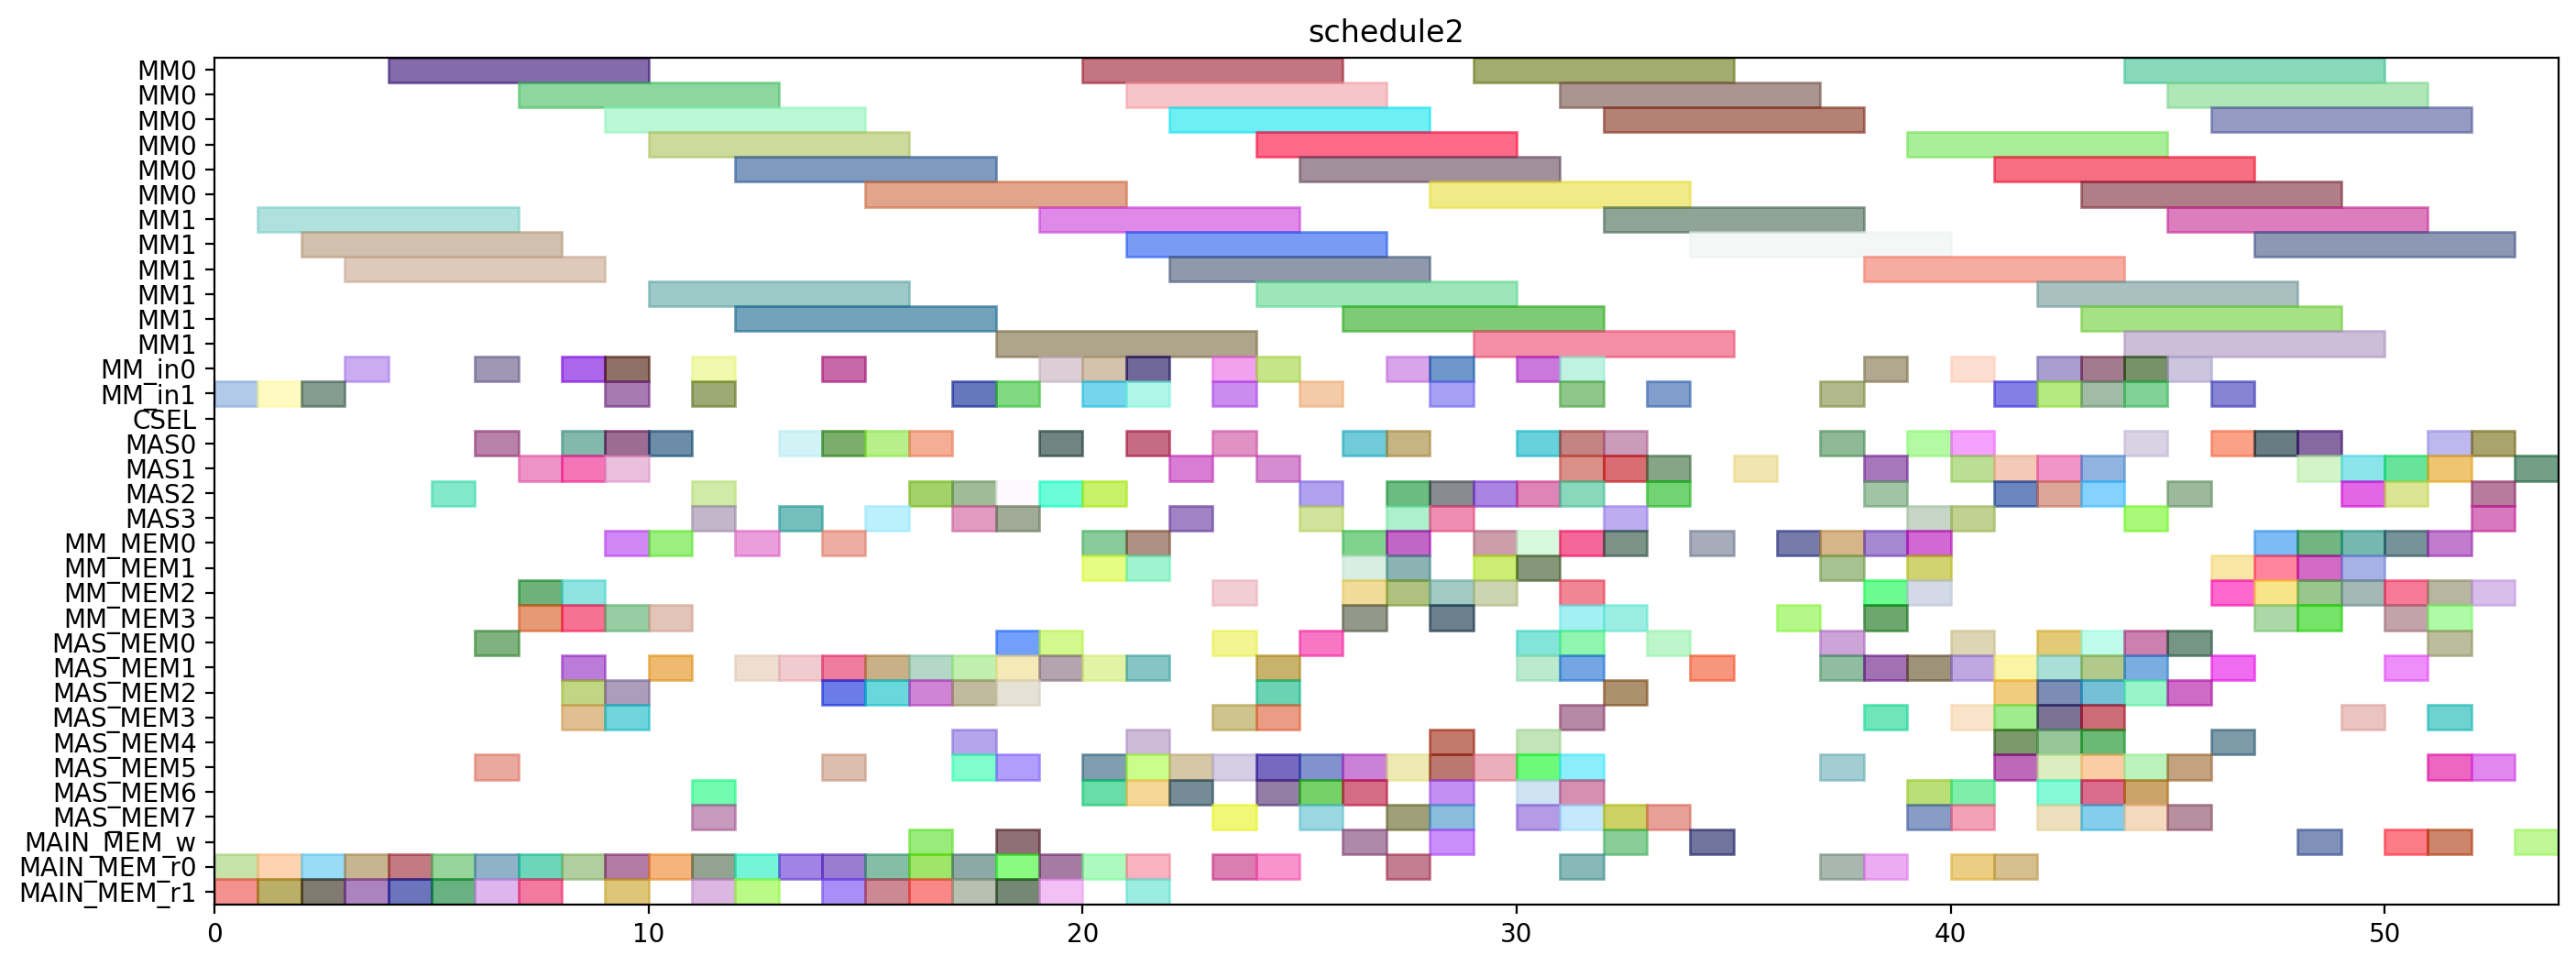 schedule2
MM0
MM0
MM0
MM0
MM0
MM0
MM1
MM1
MM1
MM1
MM1
MM1
MM_in0
MM_in1
CSEL
MAS0
MAS1
MAS2
MAS3
MM_MEM0
MM_MEM1
MM_MEM2
MM_MEM3
MAS_MEM0
MAS_MEM1
MAS_MEM2
MAS_MEM3
MAS_MEM4
MAS_MEM5
MAS_MEM6
MAS_MEM7
MAIN_MEM_w
MAIN_MEM_r0
MAIN_MEM_r1
0 10 20 30 40 50